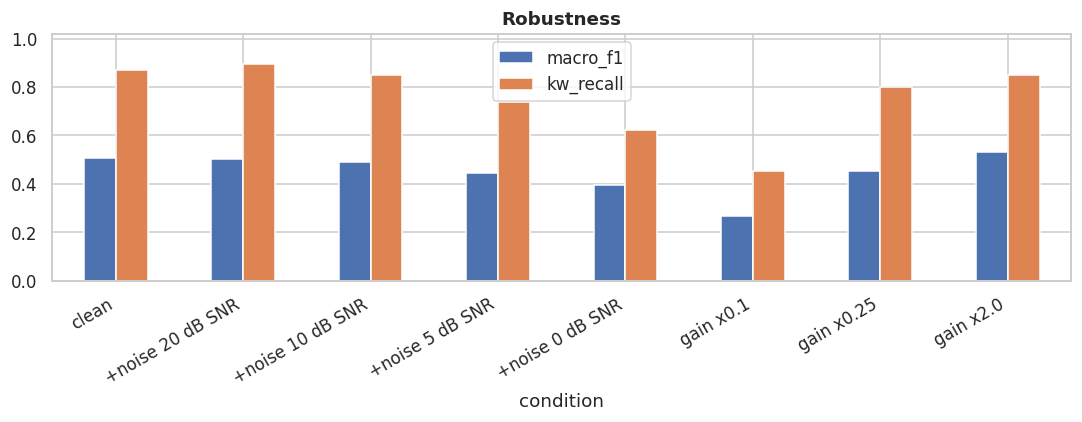 Robustness
macro_f1
kw_recall
1.0
0.8
0.6
0.4
0.2
0.0
clean
+noise 20 dB SNR
+noise 10 dB SNR
+noise 5 dB SNR
+noise 0 dB SNR
gain x0.1
gain x0.25
gain x2.0
condition